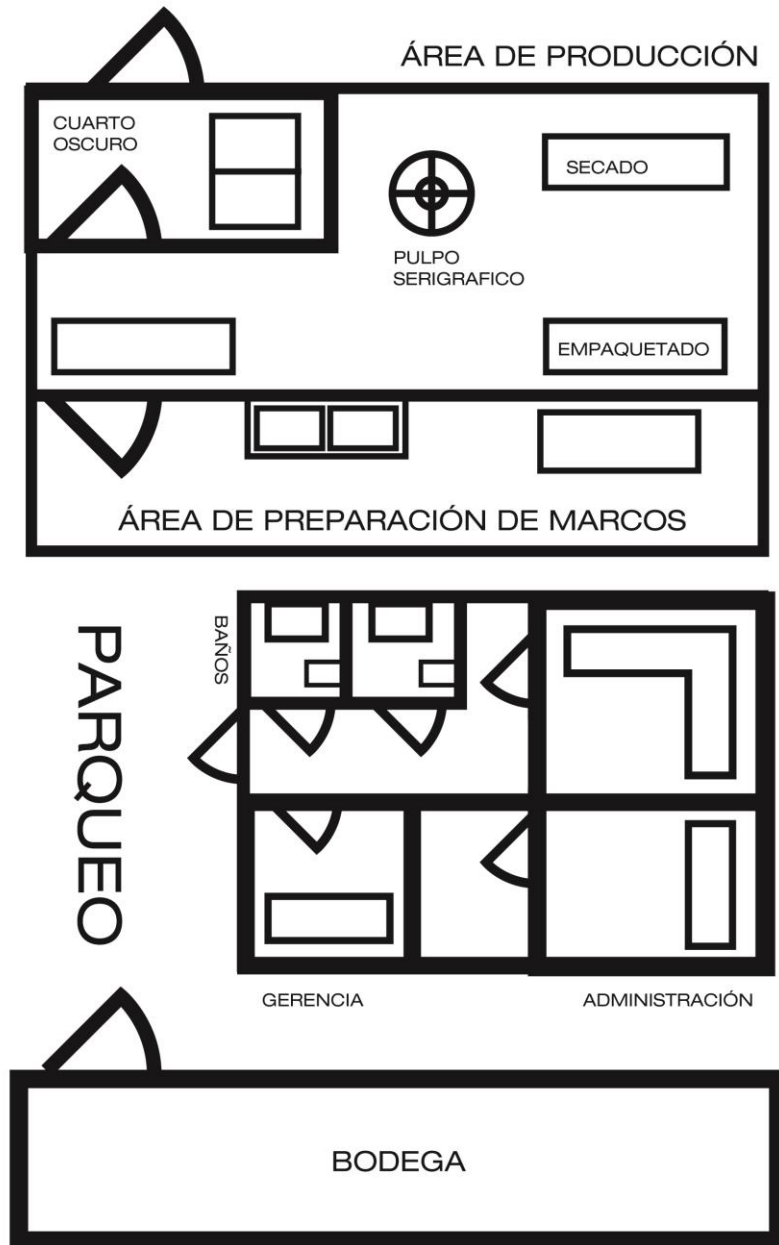 ÁREA DE PRODUCCIÓN
CUARTO
OSCURO
SECADO
PULPO
SERIGRAFICO
EMPAQUETADO
ÁREA DE PREPARACIÓN DE MARCOS
BAÑOS
PARQUEO
GERENCIA
ADMINISTRACIÓN
BODEGA